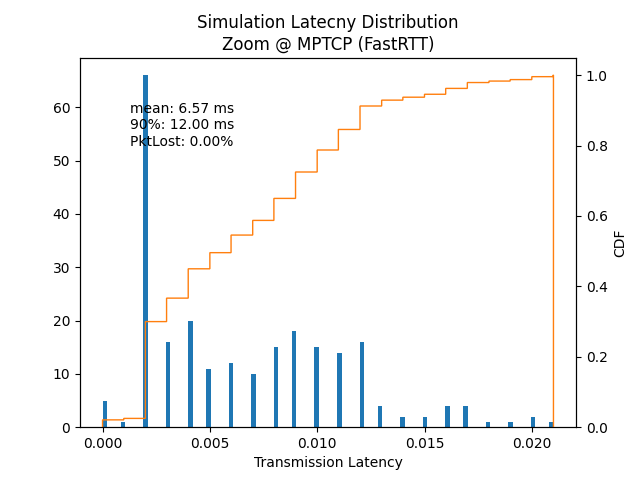 Simulation Latecny Distribution
Zoom @ MPTCP (FastRTT)
mean: 6.57 ms
90%: 12.00 ms
PktLost: 0.00%
60
50
40
30
20
10
0
1.0
0.8
0.6
0.4
0.2
0.0
CDF
0.000
0.005
0.010
0.015
0.020
Transmission Latency